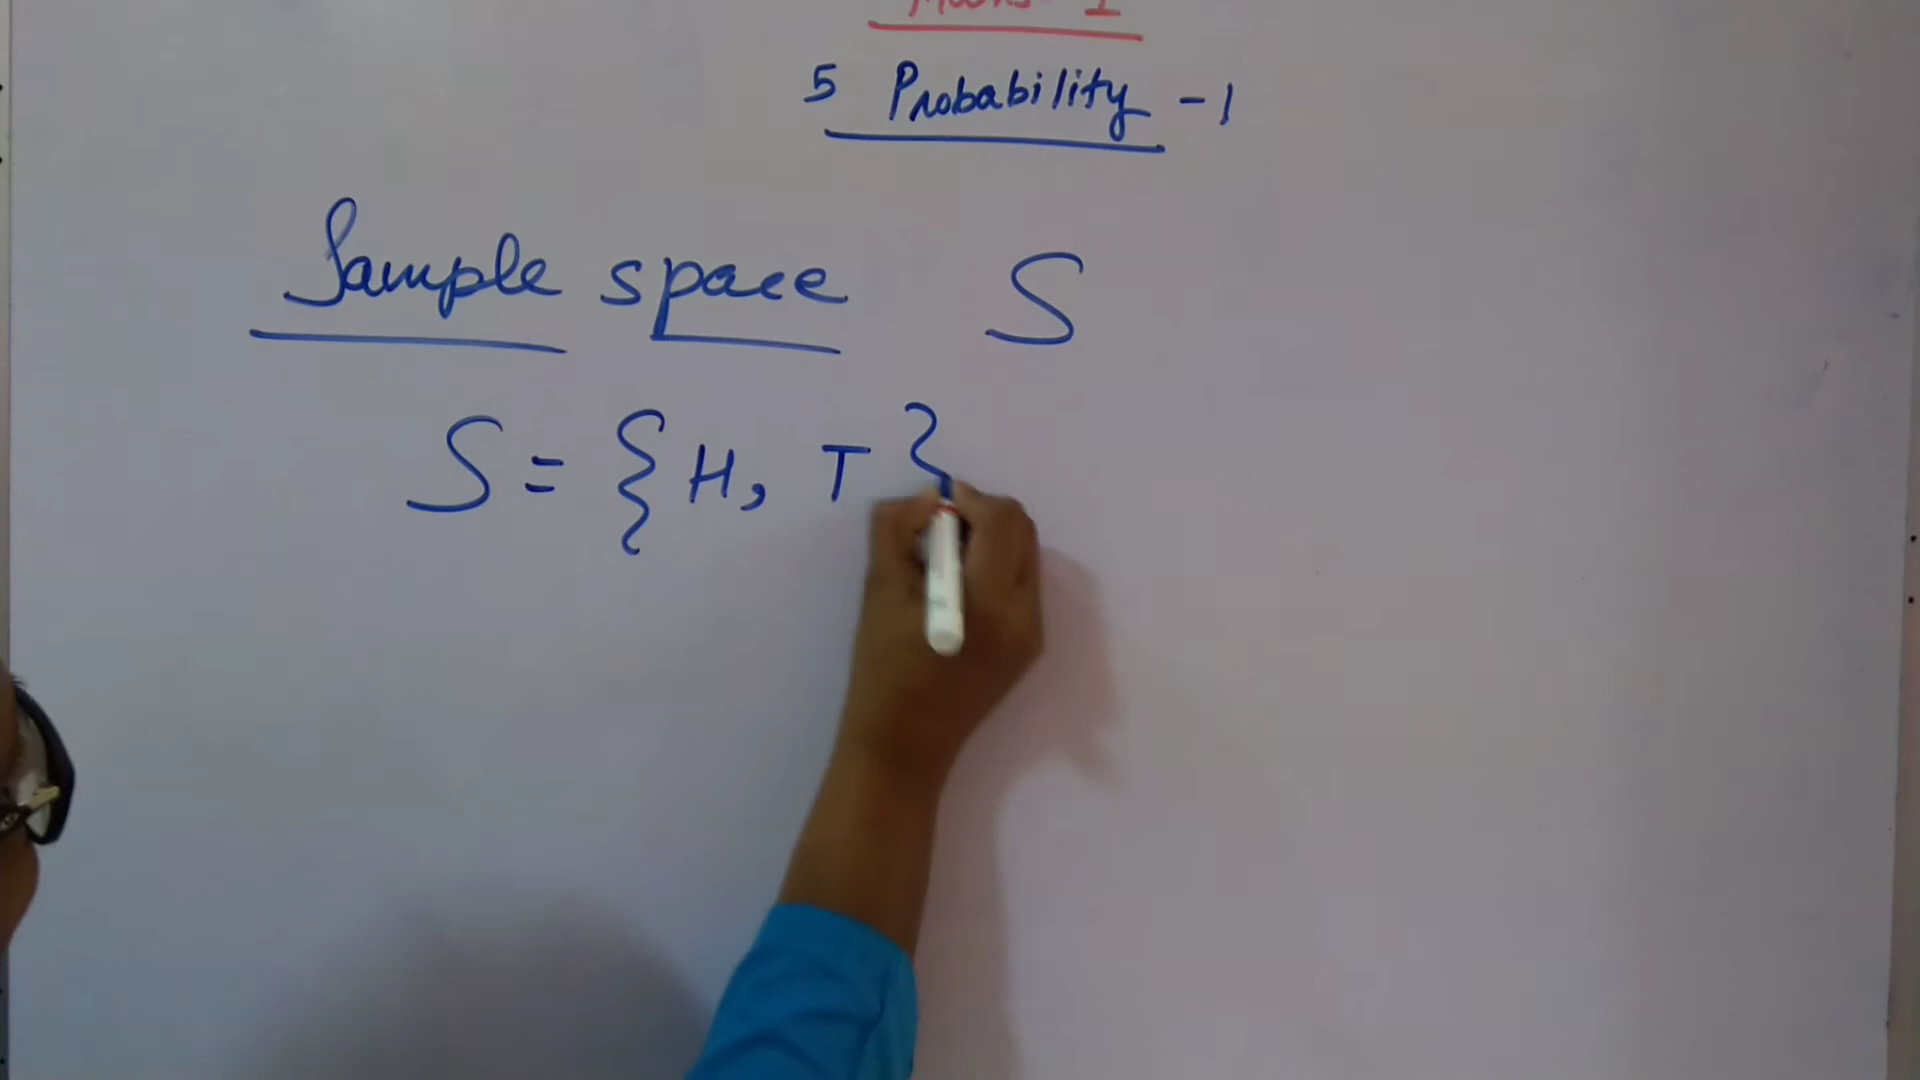 5 Probability - 1
Sample space S
S = { H, T }